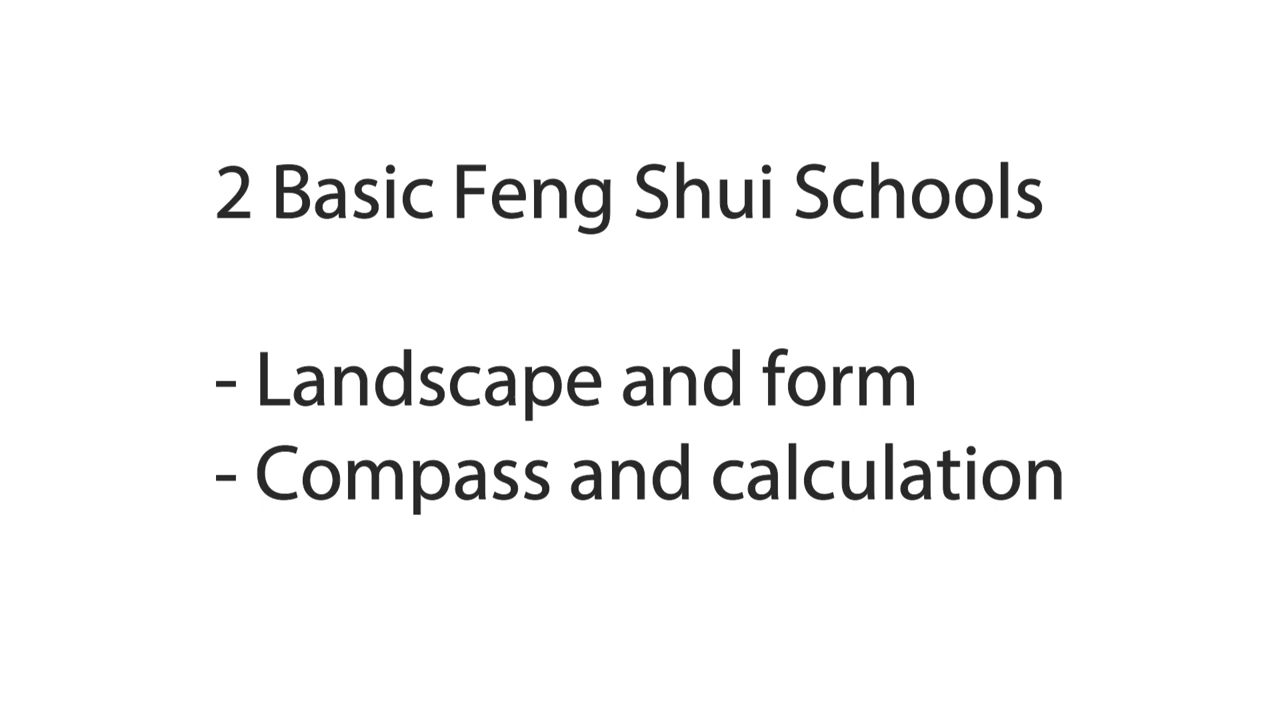 2 Basic Feng Shui Schools
- Landscape and form
- Compass and calculation